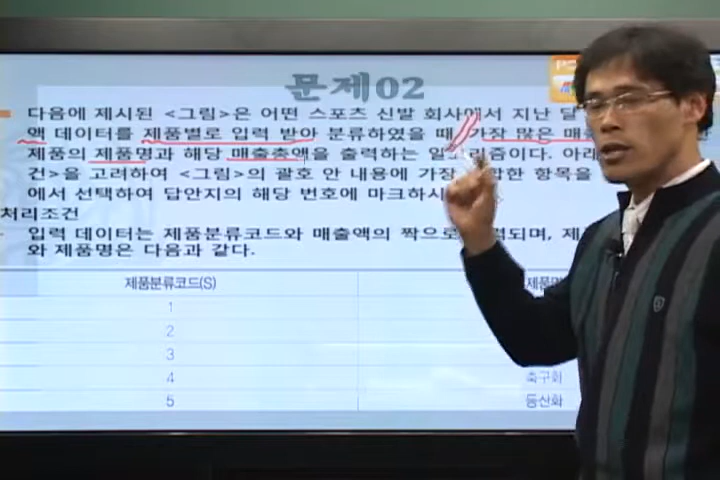 문제02
다음에 제시된 <그림>은 어떤 스포츠 신발 회사에서 지난 달
액 데이터를 제품별로 입력 받아 분류하였을 때 가장 많은 매출
제품의 제품명과 해당 매출총액을 출력하는
건>을 고려하여 <그림>의 괄호 안 내용에 가장 항목을
에서 선택하여 답안지의 해당 번호에 마크하시
처리조건
입력 데이터는 제품분류코드와 매출액의 짝으로
와 제품명은 다음과 같다.
제품분류코드(S) 제품명
1
2
3
4 축구화
5 등산화